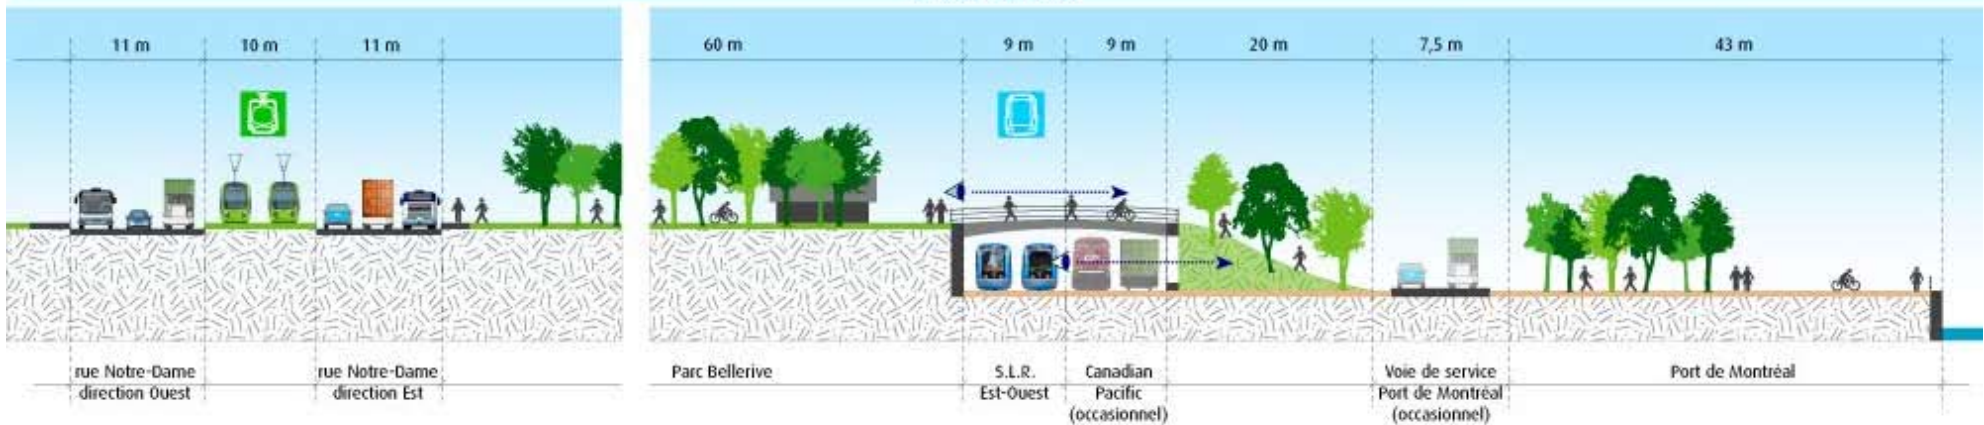 11 m 10 m 11 m 60 m 9 m 9 m 20 m 7,5 m 43 m
rue Notre-Dame
direction Ouest
rue Notre-Dame
direction Est
Parc Bellerive
S.L.R.
Est-Ouest
Canadian
Pacific
(occasionnel)
Voie de service
Port de Montréal
(occasionnel)
Port de Montréal